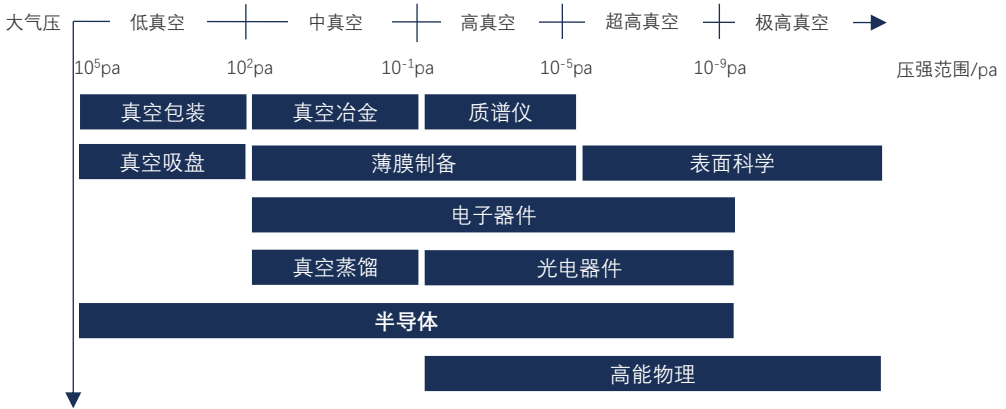 大气压 低真空 中真空 高真空 超高真空 极高真空
10⁵pa 10²pa 10⁻¹pa 10⁻⁵pa 10⁻⁹pa 压强范围/pa
真空包装 真空冶金 质谱仪
真空吸盘 薄膜制备 表面科学
电子器件
真空蒸馏 光电器件
半导体
高能物理